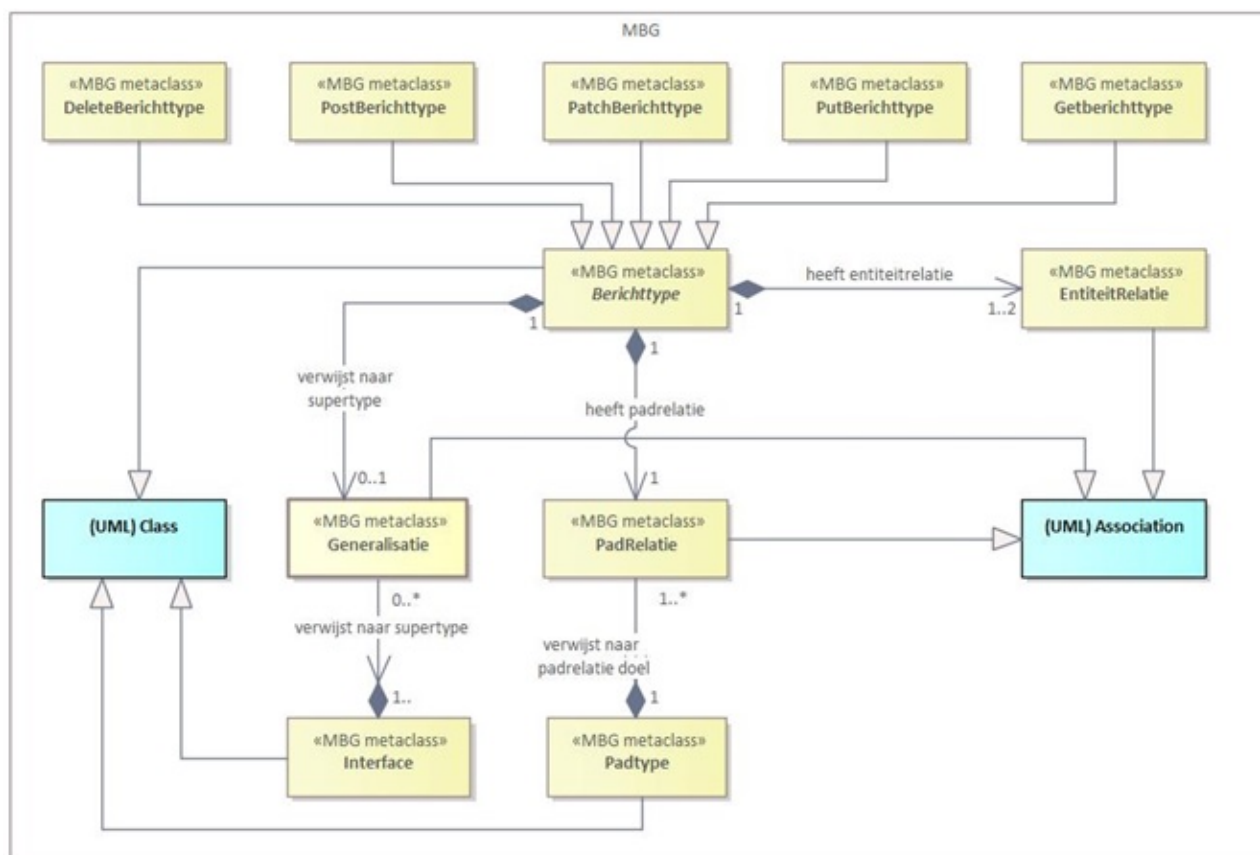 MBG
«MBG metaclass»
DeleteBerichttype
«MBG metaclass»
PostBerichttype
«MBG metaclass»
PatchBerichttype
«MBG metaclass»
PutBerichttype
«MBG metaclass»
Getberichttype
«MBG metaclass»
Berichttype
heeft entiteitrelatie
«MBG metaclass»
EntiteitRelatie
1
1
1..2
1
verwijst naar
supertype
heeft padrelatie
0..1
1
(UML) Class
«MBG metaclass»
Generalisatie
«MBG metaclass»
PadRelatie
(UML) Association
0..*
1..*
verwijst naar supertype
verwijst naar
padrelatie doel
1..
1
«MBG metaclass»
Interface
«MBG metaclass»
Padtype